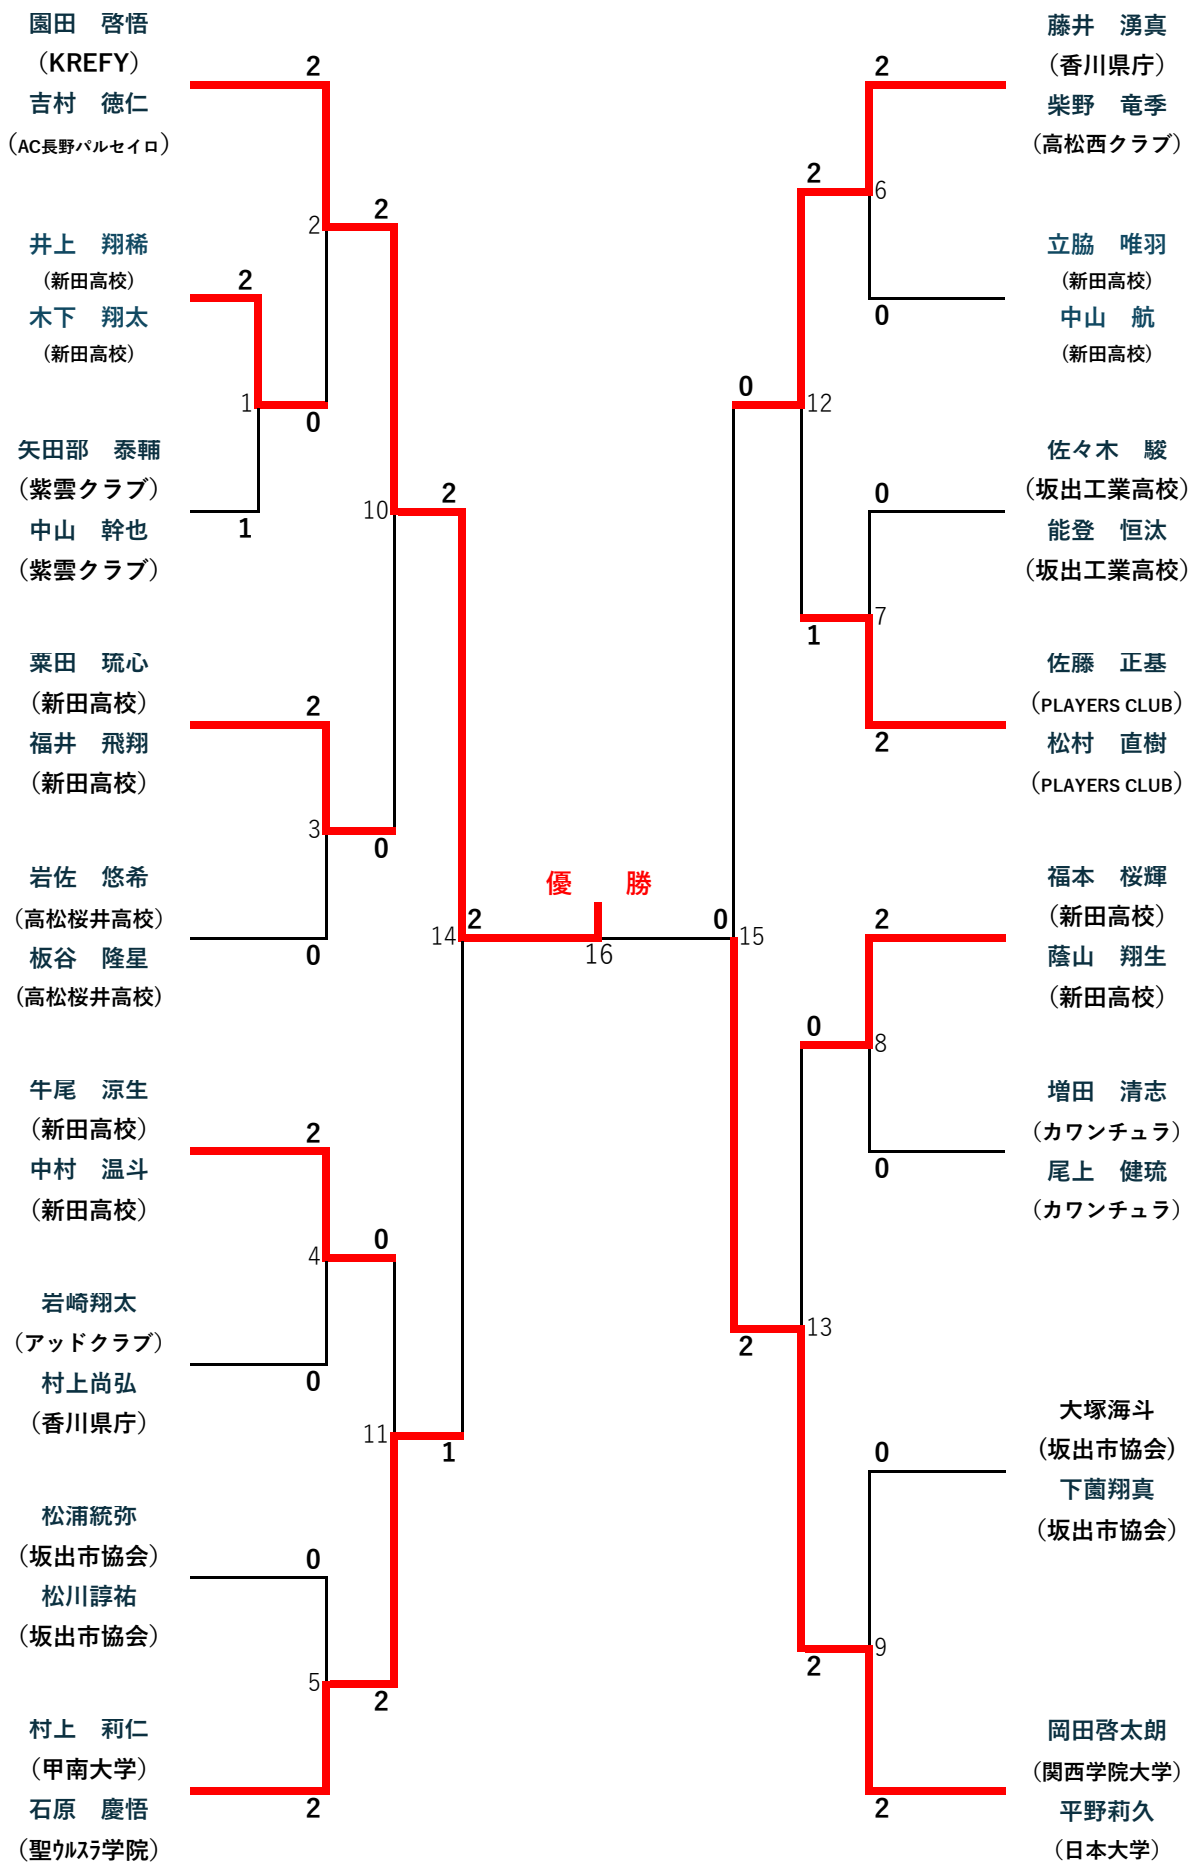 園田　啓悟
（KREFY）
吉村　徳仁
（AC長野パルセイロ）
2
2
2
井上　翔稀
（新田高校）
木下　翔太
（新田高校）
2
1
0
矢田部　泰輔
（紫雲クラブ）
中山　幹也
（紫雲クラブ）
1
10
2
粟田　琉心
（新田高校）
福井　飛翔
（新田高校）
2
3
0
岩佐　悠希
（高松桜井高校）
板谷　隆星
（高松桜井高校）
0
14
2
牛尾　涼生
（新田高校）
中村　温斗
（新田高校）
2
4
0
岩崎翔太
（アッドクラブ）
村上尚弘
（香川県庁）
0
11
1
松浦統弥
（坂出市協会）
松川諄祐
（坂出市協会）
0
5
2
村上　莉仁
（甲南大学）
石原　慶悟
（聖ｳﾙｽﾗ学院）
2
優　勝
16
藤井　湧真
（香川県庁）
柴野　竜季
（高松西クラブ）
2
2
6
立脇　唯羽
（新田高校）
中山　航
（新田高校）
0
0
12
佐々木　駿
（坂出工業高校）
能登　恒汰
（坂出工業高校）
0
7
1
佐藤　正基
（PLAYERS CLUB）
松村　直樹
（PLAYERS CLUB）
2
0
15
福本　桜輝
（新田高校）
蔭山　翔生
（新田高校）
2
0
8
増田　清志
（カワンチュラ）
尾上　健琉
（カワンチュラ）
0
13
2
大塚海斗
（坂出市協会）
下薗翔真
（坂出市協会）
0
9
2
岡田啓太朗
（関西学院大学）
平野莉久
（日本大学）
2